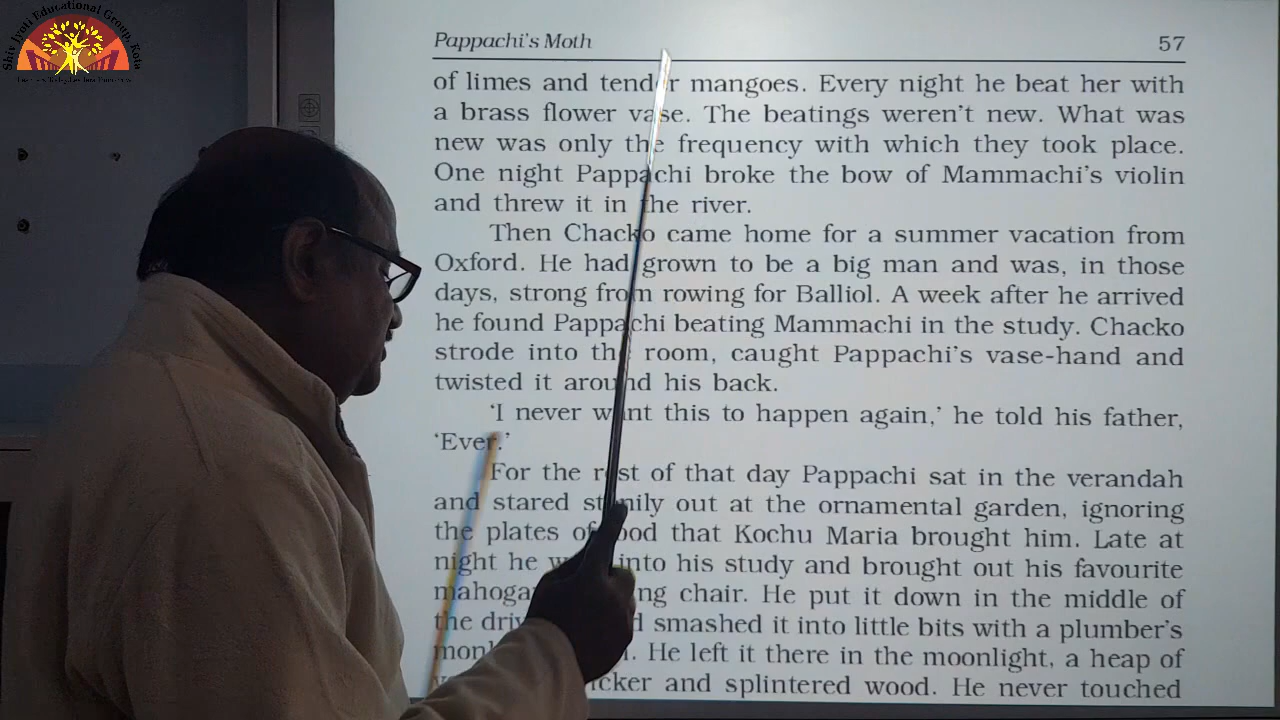 Shiv Jyoti Educational Group, Kota
Pappachi's Moth 57
of limes and tender mangoes. Every night he beat her with
a brass flower vase. The beatings weren't new. What was
new was only the frequency with which they took place.
One night Pappachi broke the bow of Mammachi's violin
and threw it in the river.
Then Chacko came home for a summer vacation from
Oxford. He had grown to be a big man and was, in those
days, strong from rowing for Balliol. A week after he arrived
he found Pappachi beating Mammachi in the study. Chacko
strode into the room, caught Pappachi's vase-hand and
twisted it around his back.
'I never want this to happen again,' he told his father,
'Ever.'
For the rest of that day Pappachi sat in the verandah
and stared stonily out at the ornamental garden, ignoring
the plates of food that Kochu Maria brought him. Late at
night he into his study and brought out his favourite
chair. He put it down in the middle of
the smashed it into little bits with a plumber's
He left it there in the moonlight, a heap of
and splintered wood. He never touched